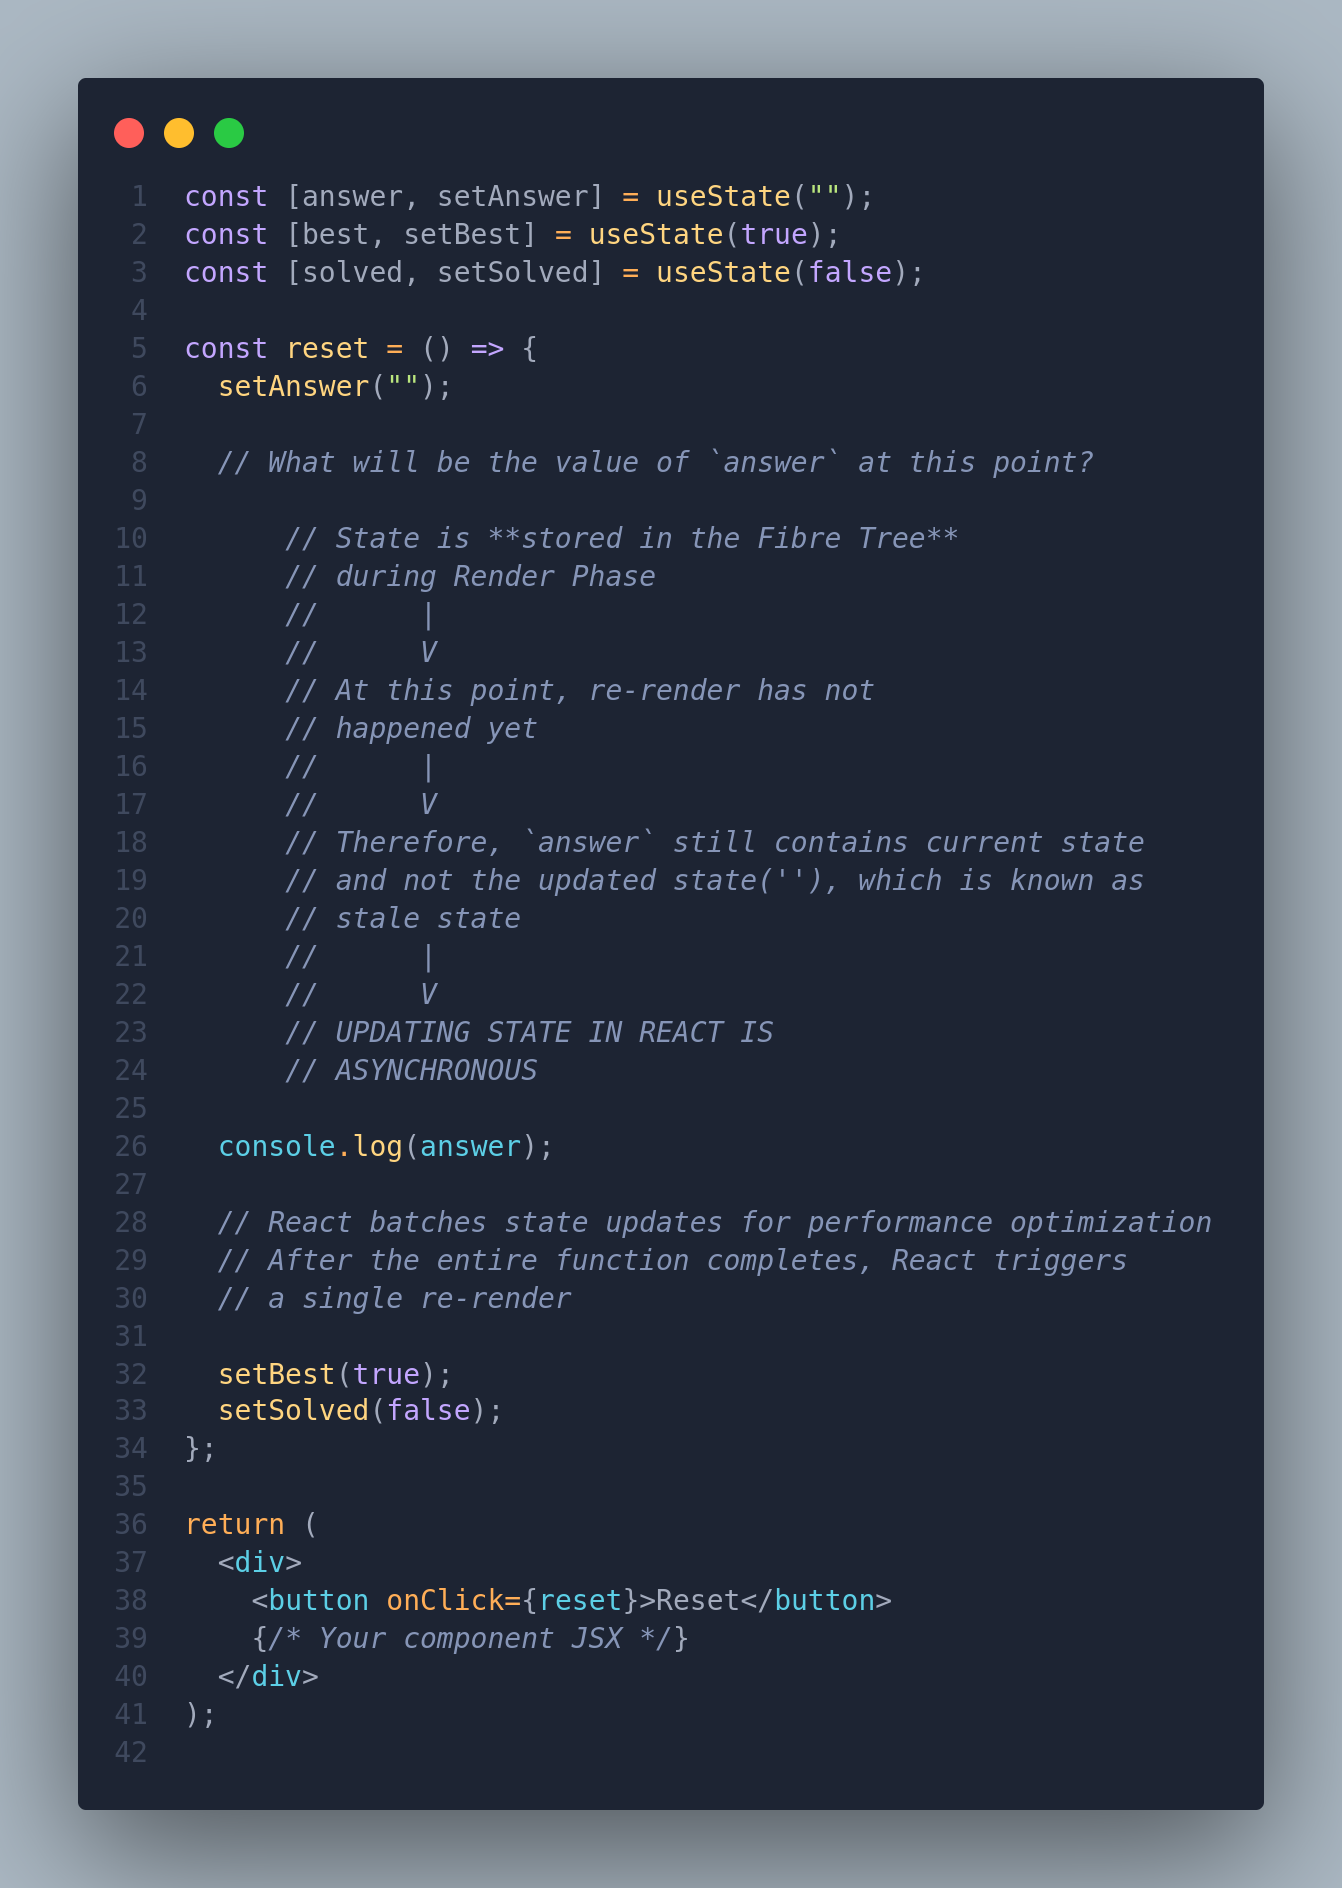 1 const [answer, setAnswer] = useState("");
2 const [best, setBest] = useState(true);
3 const [solved, setSolved] = useState(false);
4
5 const reset = () => {
6   setAnswer("");
7
8   // What will be the value of `answer` at this point?
9
10       // State is **stored in the Fibre Tree**
11       // during Render Phase
12       //      |
13       //      V
14       // At this point, re-render has not
15       // happened yet
16       //      |
17       //      V
18       // Therefore, `answer` still contains current state
19       // and not the updated state(''), which is known as
20       // stale state
21       //      |
22       //      V
23       // UPDATING STATE IN REACT IS
24       // ASYNCHRONOUS
25
26   console.log(answer);
27
28   // React batches state updates for performance optimization
29   // After the entire function completes, React triggers
30   // a single re-render
31
32   setBest(true);
33   setSolved(false);
34 };
35
36 return (
37   <div>
38     <button onClick={reset}>Reset</button>
39     {/* Your component JSX */}
40   </div>
41 );
42